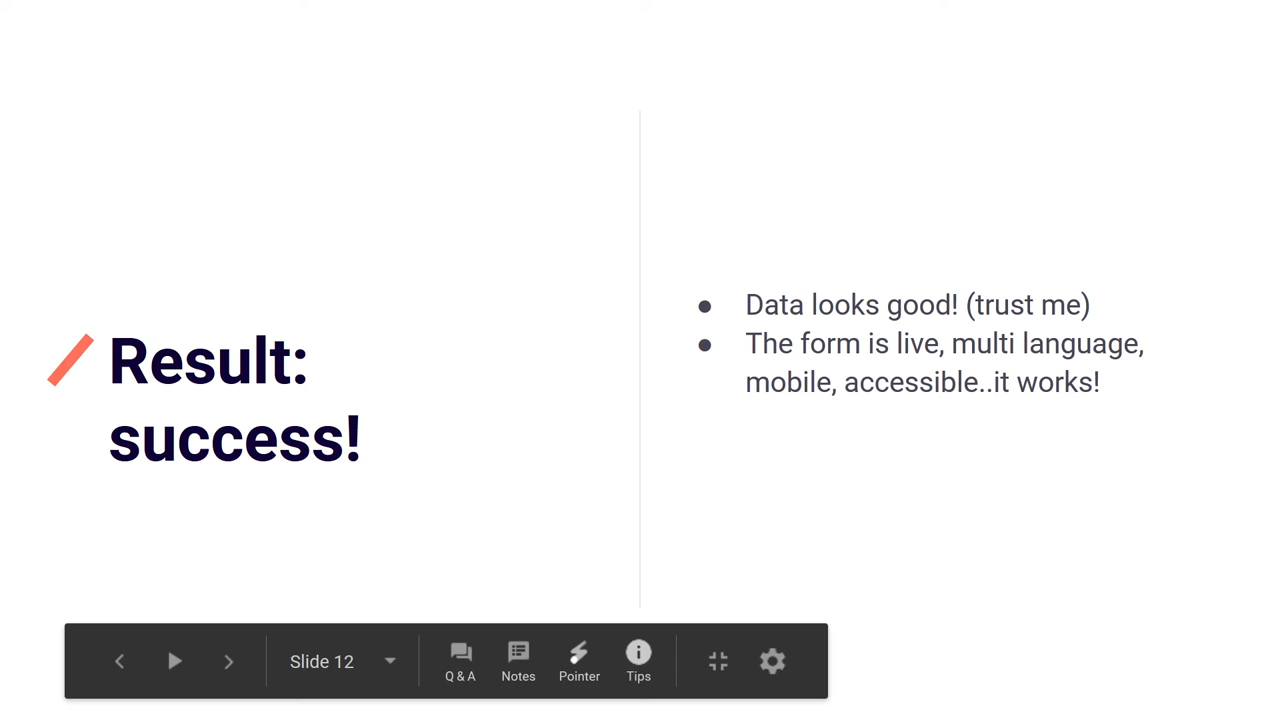 Result:
success!
● Data looks good! (trust me)
● The form is live, multi language,
mobile, accessible..it works!
Slide 12
Q & A
Notes
Pointer
Tips